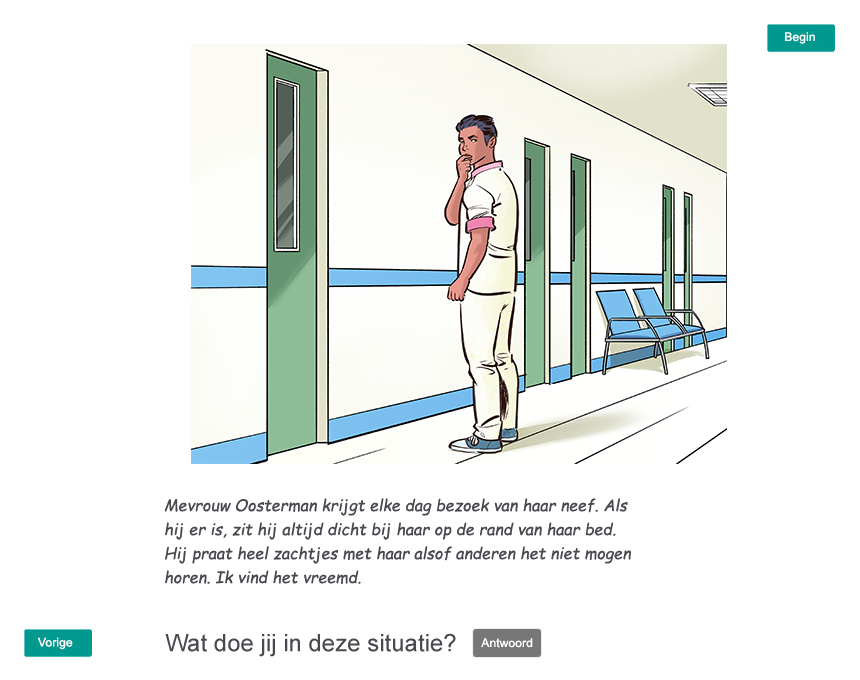 Begin
Mevrouw Oosterman krijgt elke dag bezoek van haar neef. Als
hij er is, zit hij altijd dicht bij haar op de rand van haar bed.
Hij praat heel zachtjes met haar alsof anderen het niet mogen
horen. Ik vind het vreemd.
Vorige
Wat doe jij in deze situatie?
Antwoord